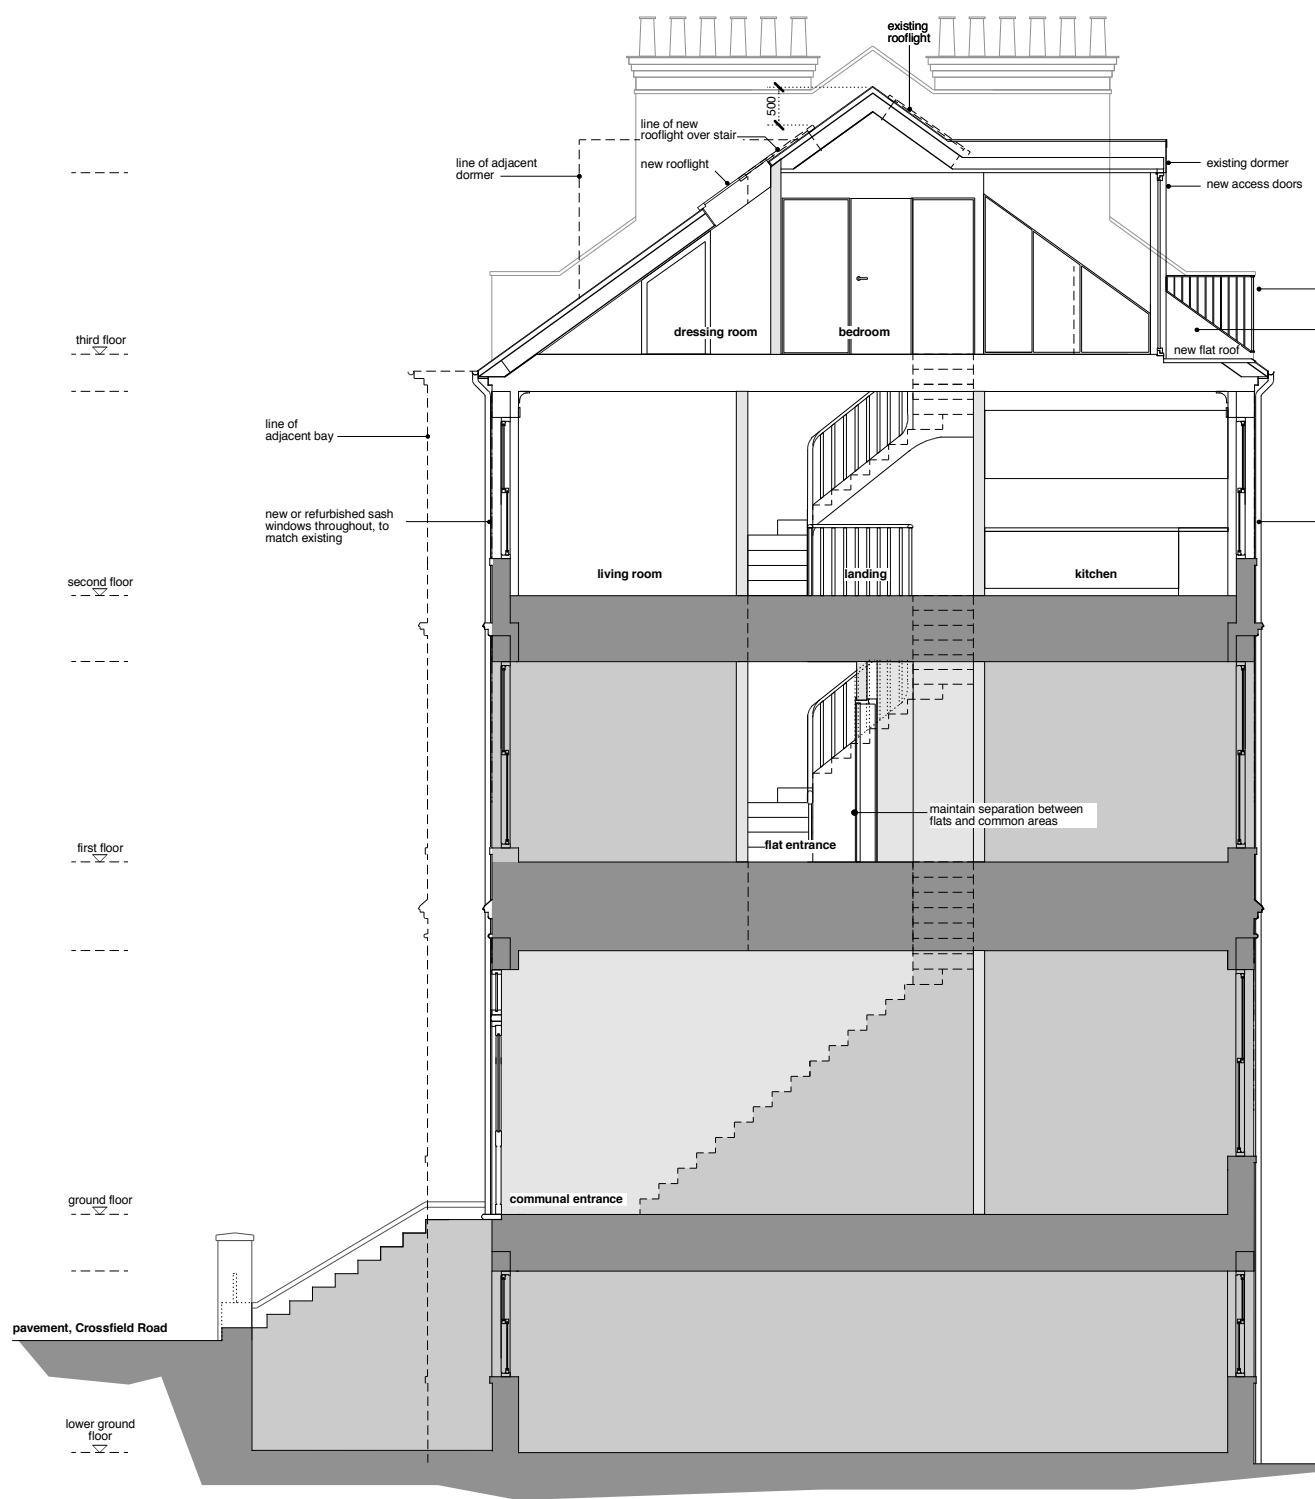 existing
rooflight
500
line of new
rooflight over stair
line of adjacent
dormer
new rooflight
existing dormer
new access doors
dressing room
bedroom
third floor
new flat roof
line of
adjacent bay
new or refurbished sash
windows throughout, to
match existing
living room
landing
kitchen
second floor
maintain separation between
flats and common areas
first floor
flat entrance
ground floor
communal entrance
pavement, Crossfield Road
lower ground
floor